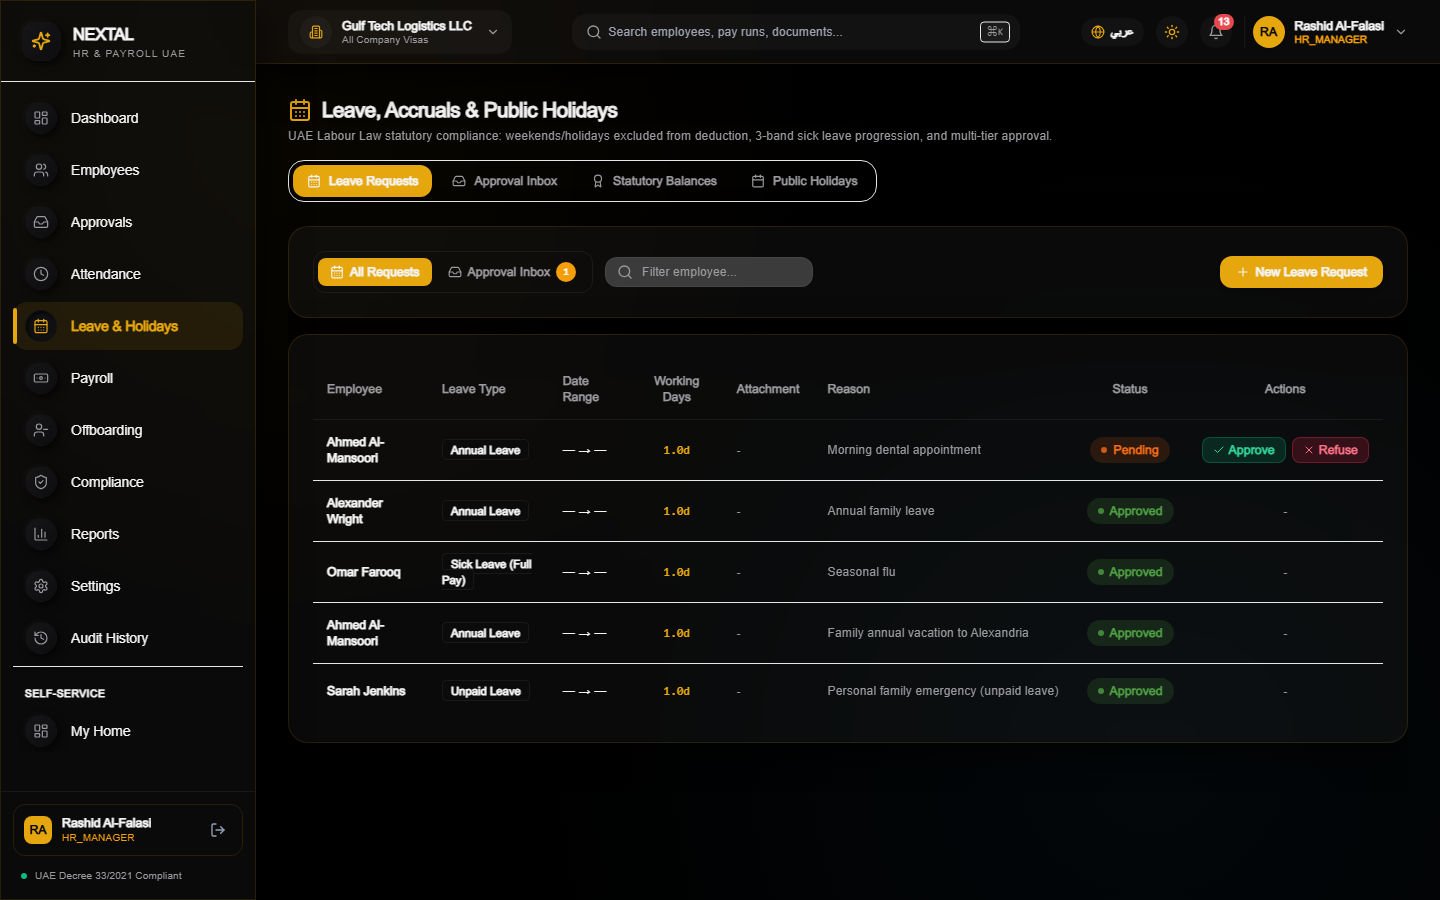 NEXTAL
HR & PAYROLL UAE
Dashboard
Employees
Approvals
Attendance
Leave & Holidays
Payroll
Offboarding
Compliance
Reports
Settings
Audit History
SELF-SERVICE
My Home
RA
Rashid Al-Falasi
HR_MANAGER
UAE Decree 33/2021 Compliant
Gulf Tech Logistics LLC
All Company Visas
Search employees, pay runs, documents...
⌘K
عربي
13
RA
Rashid Al-Falasi
HR_MANAGER
Leave, Accruals & Public Holidays
UAE Labour Law statutory compliance: weekends/holidays excluded from deduction, 3-band sick leave progression, and multi-tier approval.
Leave Requests Approval Inbox Statutory Balances Public Holidays
All Requests Approval Inbox 1 Filter employee... + New Leave Request
Employee Leave Type Date Range Working Days Attachment Reason Status Actions
Ahmed Al-Mansoori Annual Leave — → — 1.0d - Morning dental appointment Pending Approve Refuse
Alexander Wright Annual Leave — → — 1.0d - Annual family leave Approved -
Omar Farooq Sick Leave (Full Pay) — → — 1.0d - Seasonal flu Approved -
Ahmed Al-Mansoori Annual Leave — → — 1.0d - Family annual vacation to Alexandria Approved -
Sarah Jenkins Unpaid Leave — → — 1.0d - Personal family emergency (unpaid leave) Approved -